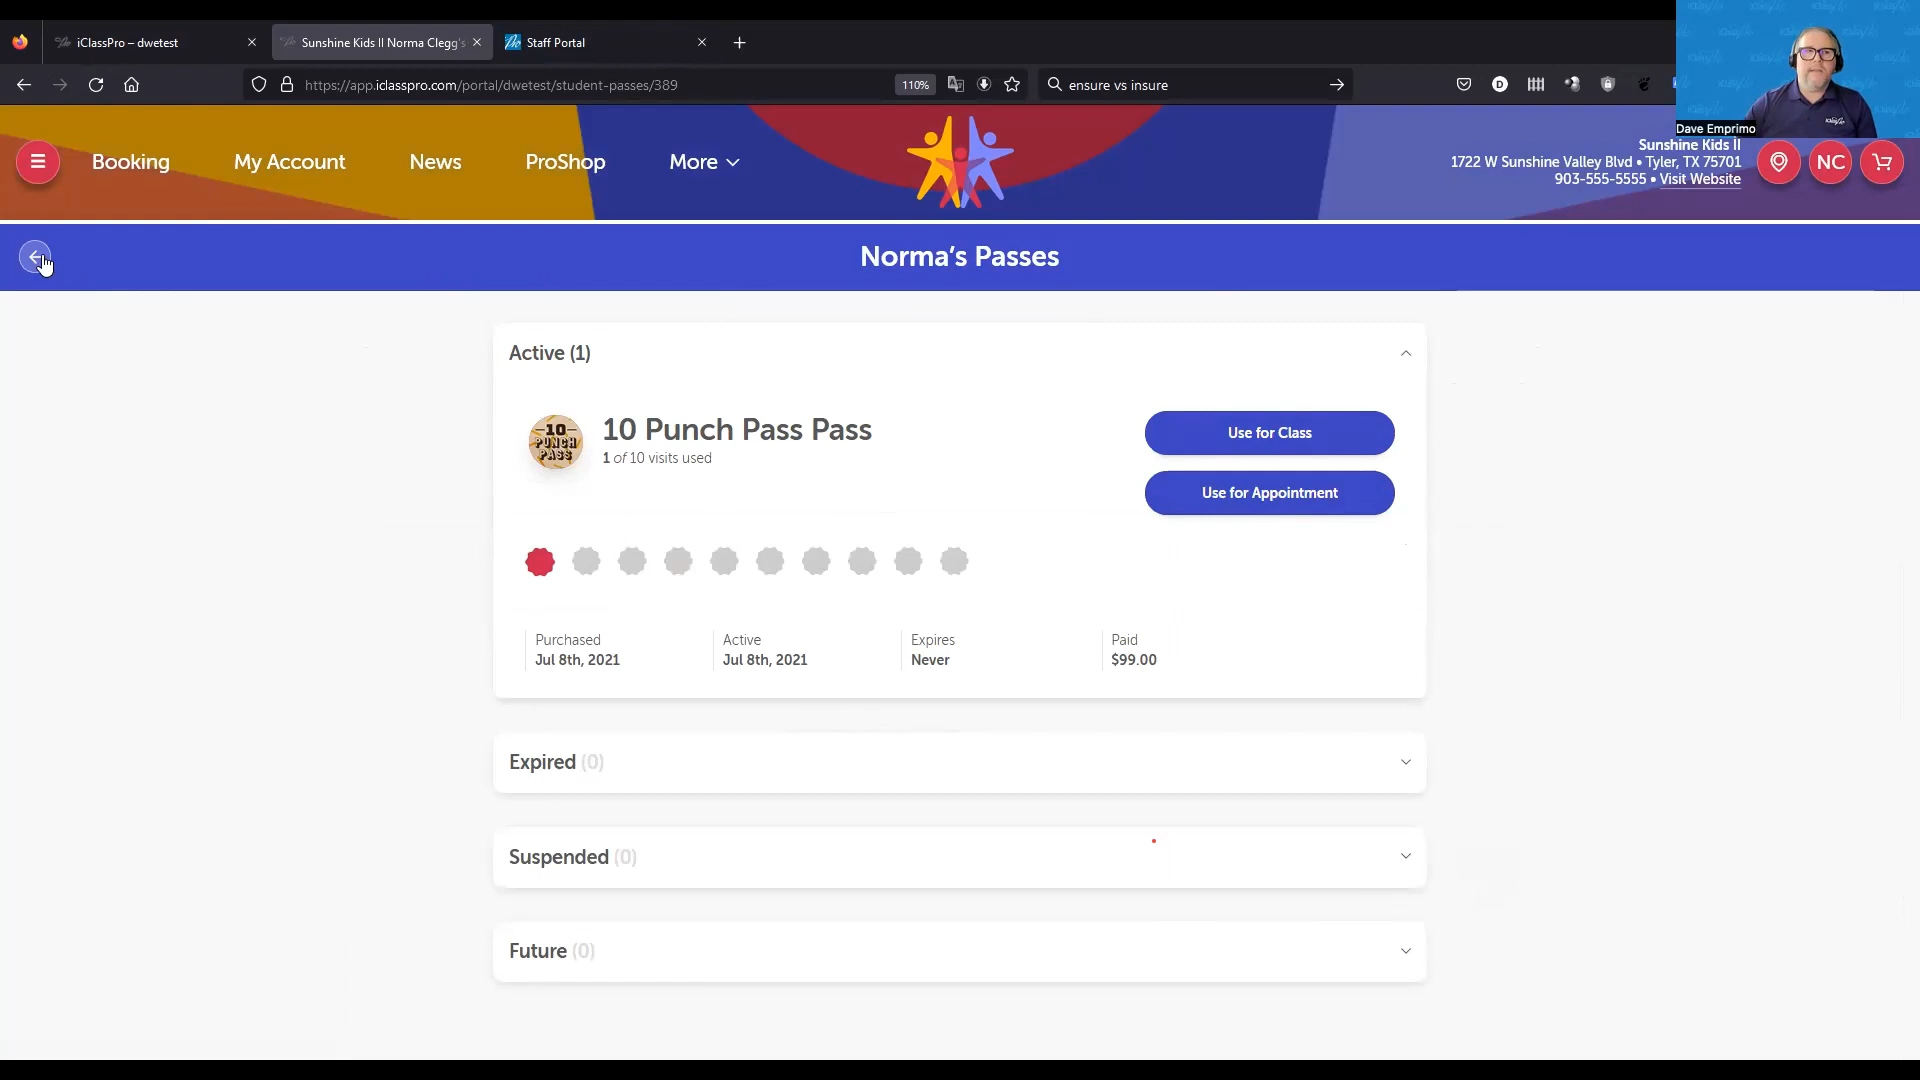 iClassPro – dwetest
Sunshine Kids II Norma Clegg's
Staff Portal
https://app.iclasspro.com/portal/dwetest/student-passes/389
110%
ensure vs insure
Dave Emprimo
Booking
My Account
News
ProShop
More
Sunshine Kids II
1722 W Sunshine Valley Blvd • Tyler, TX 75701
903-555-5555 • Visit Website
NC
Norma's Passes
Active (1)
10 PUNCH PASS
10 Punch Pass Pass
1 of 10 visits used
Use for Class
Use for Appointment
Purchased
Jul 8th, 2021
Active
Jul 8th, 2021
Expires
Never
Paid
$99.00
Expired (0)
Suspended (0)
Future (0)